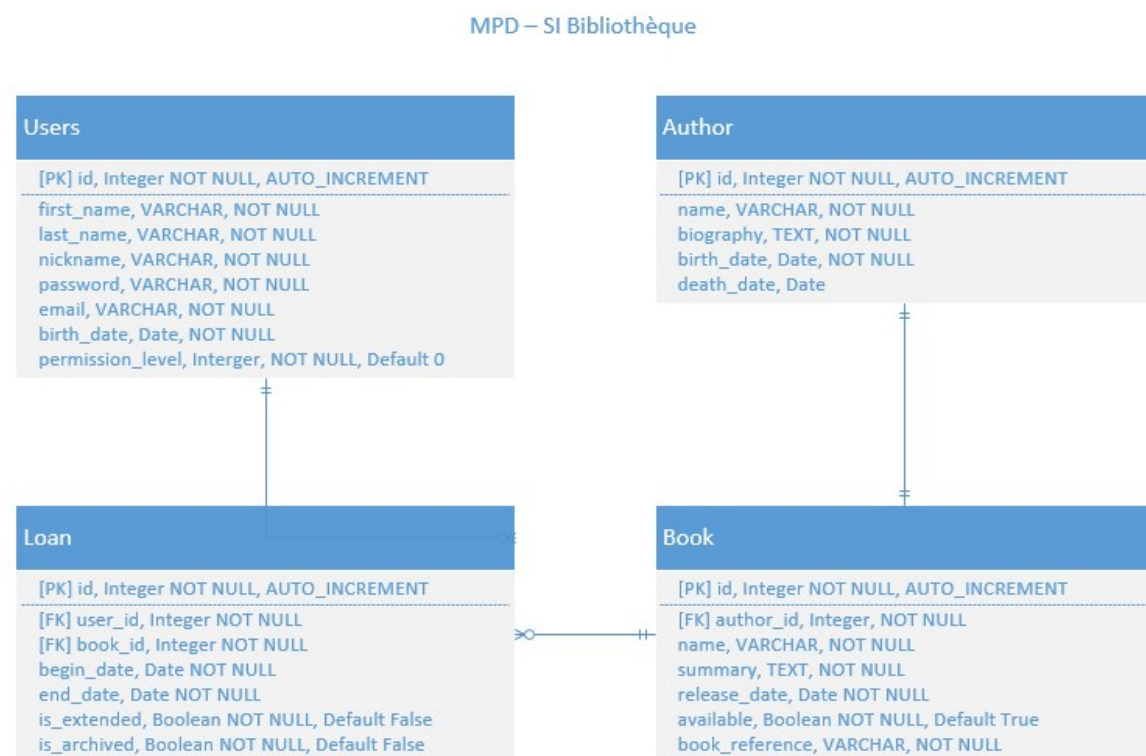 MPD – SI Bibliothèque
Users
[PK] id, Integer NOT NULL, AUTO_INCREMENT
first_name, VARCHAR, NOT NULL
last_name, VARCHAR, NOT NULL
nickname, VARCHAR, NOT NULL
password, VARCHAR, NOT NULL
email, VARCHAR, NOT NULL
birth_date, Date, NOT NULL
permission_level, Interger, NOT NULL, Default 0
Author
[PK] id, Integer NOT NULL, AUTO_INCREMENT
name, VARCHAR, NOT NULL
biography, TEXT, NOT NULL
birth_date, Date, NOT NULL
death_date, Date
Loan
[PK] id, Integer NOT NULL, AUTO_INCREMENT
[FK] user_id, Integer NOT NULL
[FK] book_id, Integer NOT NULL
begin_date, Date NOT NULL
end_date, Date NOT NULL
is_extended, Boolean NOT NULL, Default False
is_archived, Boolean NOT NULL, Default False
Book
[PK] id, Integer NOT NULL, AUTO_INCREMENT
[FK] author_id, Integer, NOT NULL
name, VARCHAR, NOT NULL
summary, TEXT, NOT NULL
release_date, Date NOT NULL
available, Boolean NOT NULL, Default True
book_reference, VARCHAR, NOT NULL